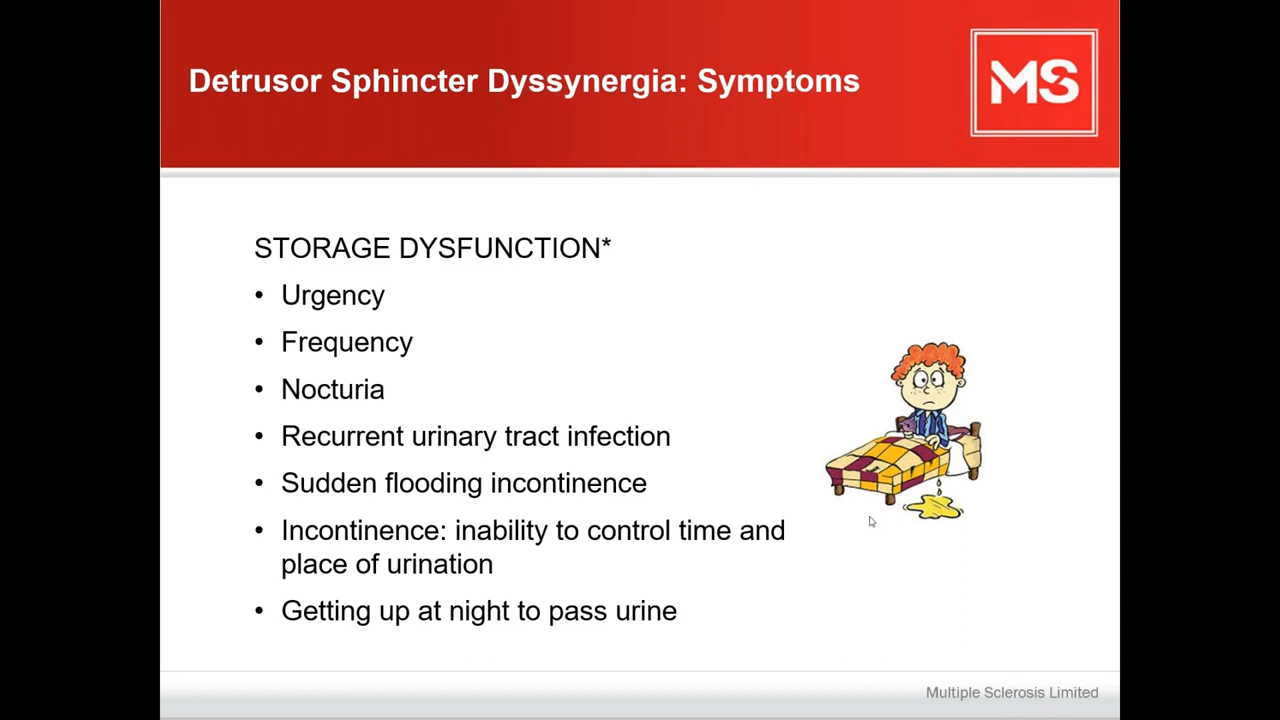 Detrusor Sphincter Dyssynergia: Symptoms
MS
STORAGE DYSFUNCTION*
• Urgency
• Frequency
• Nocturia
• Recurrent urinary tract infection
• Sudden flooding incontinence
• Incontinence: inability to control time and
place of urination
• Getting up at night to pass urine
Multiple Sclerosis Limited